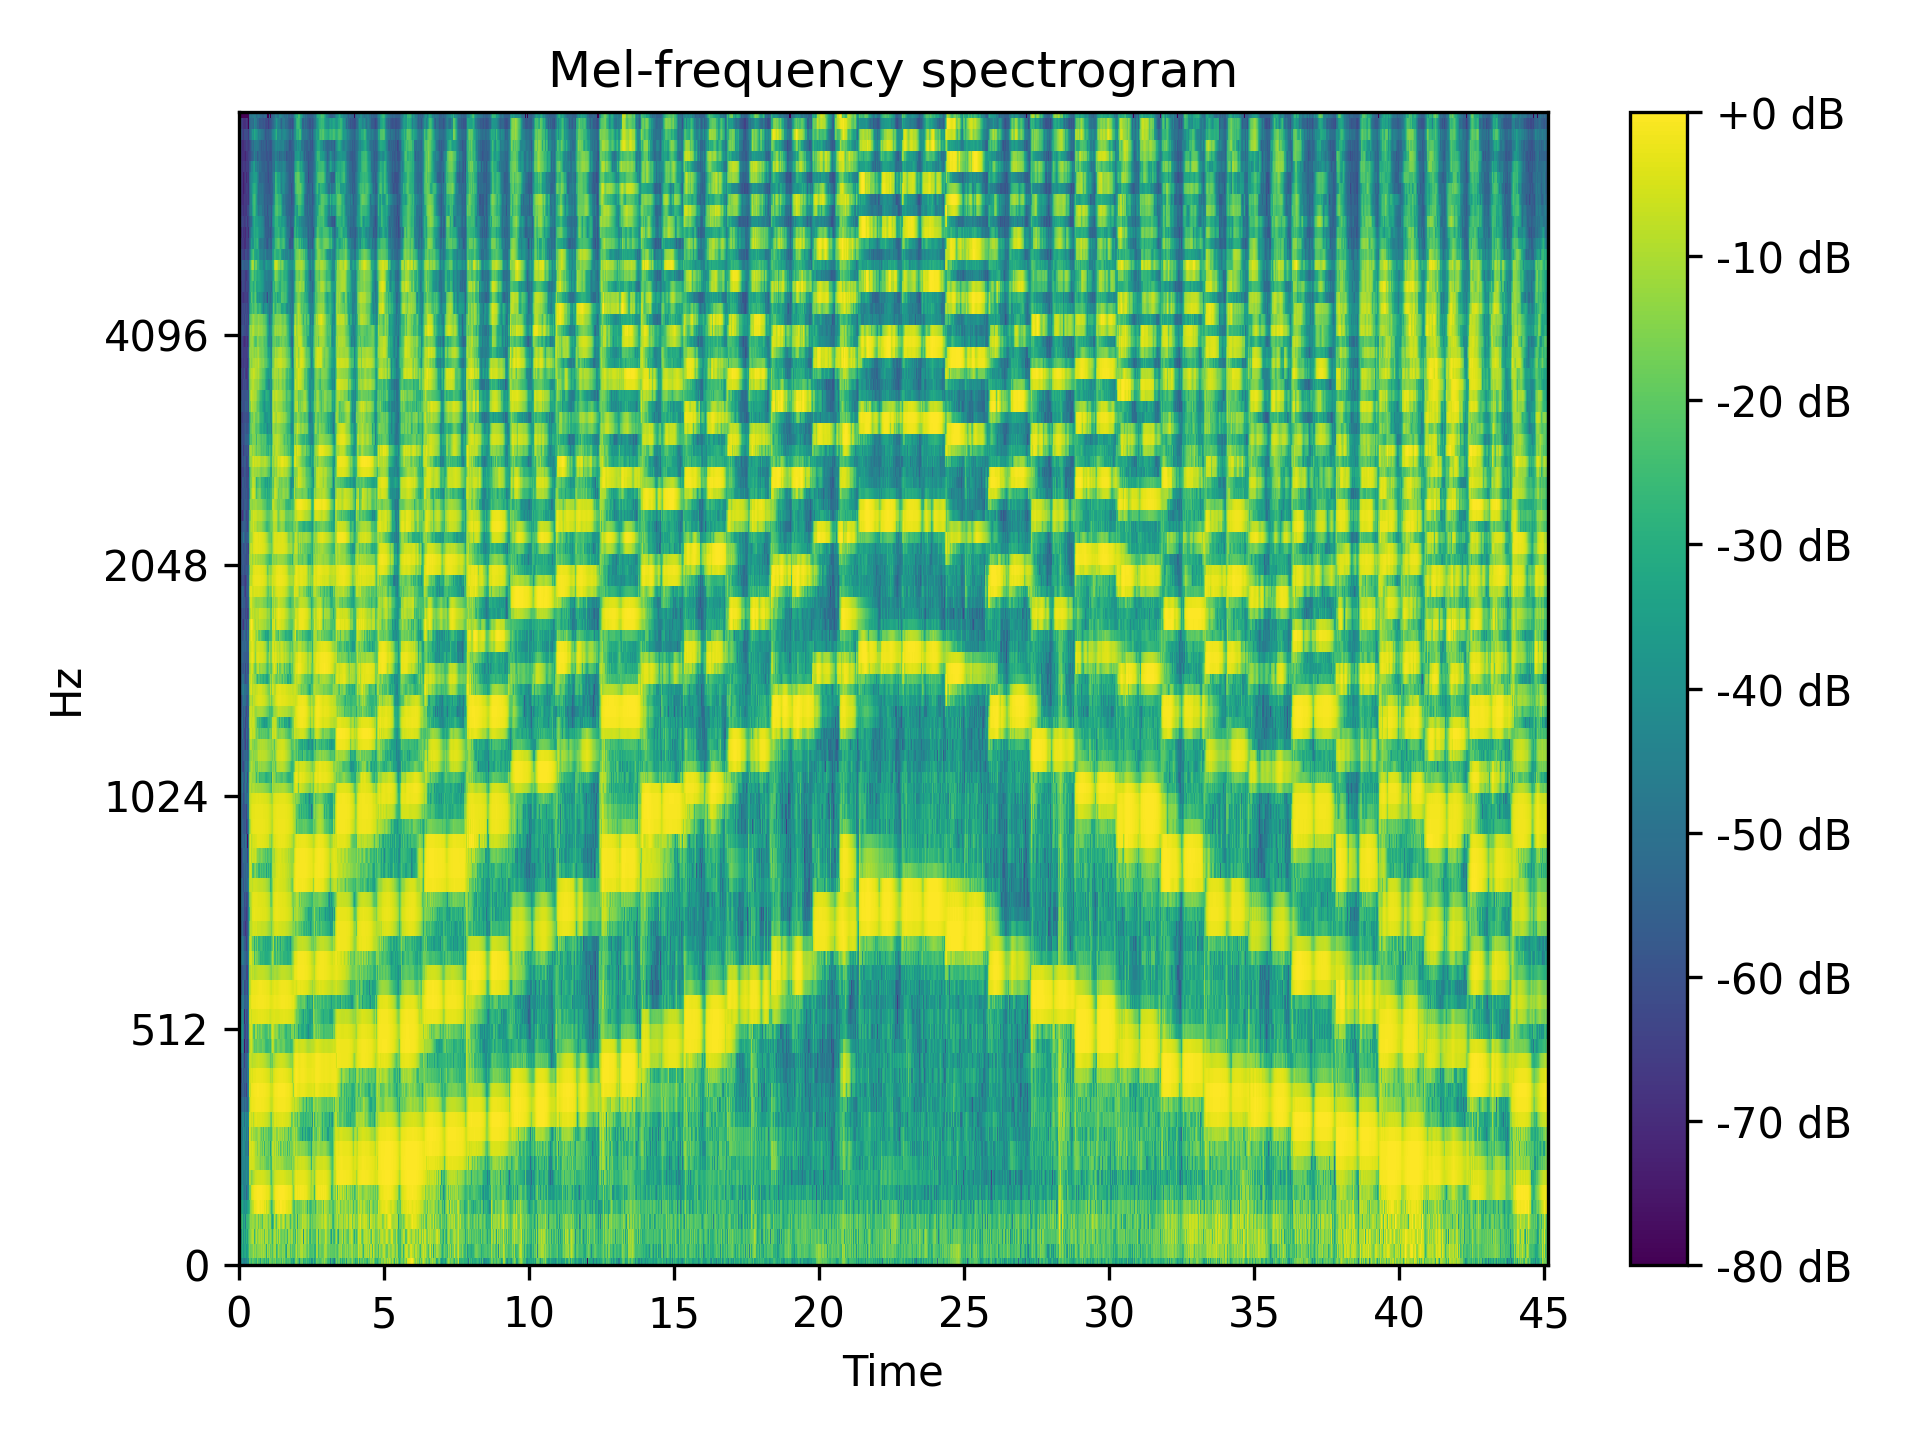 Mel-frequency spectrogram
+0 dB
-10 dB
-20 dB
-30 dB
-40 dB
-50 dB
-60 dB
-70 dB
-80 dB
4096
2048
1024
512
0
Hz
0 5 10 15 20 25 30 35 40 45
Time